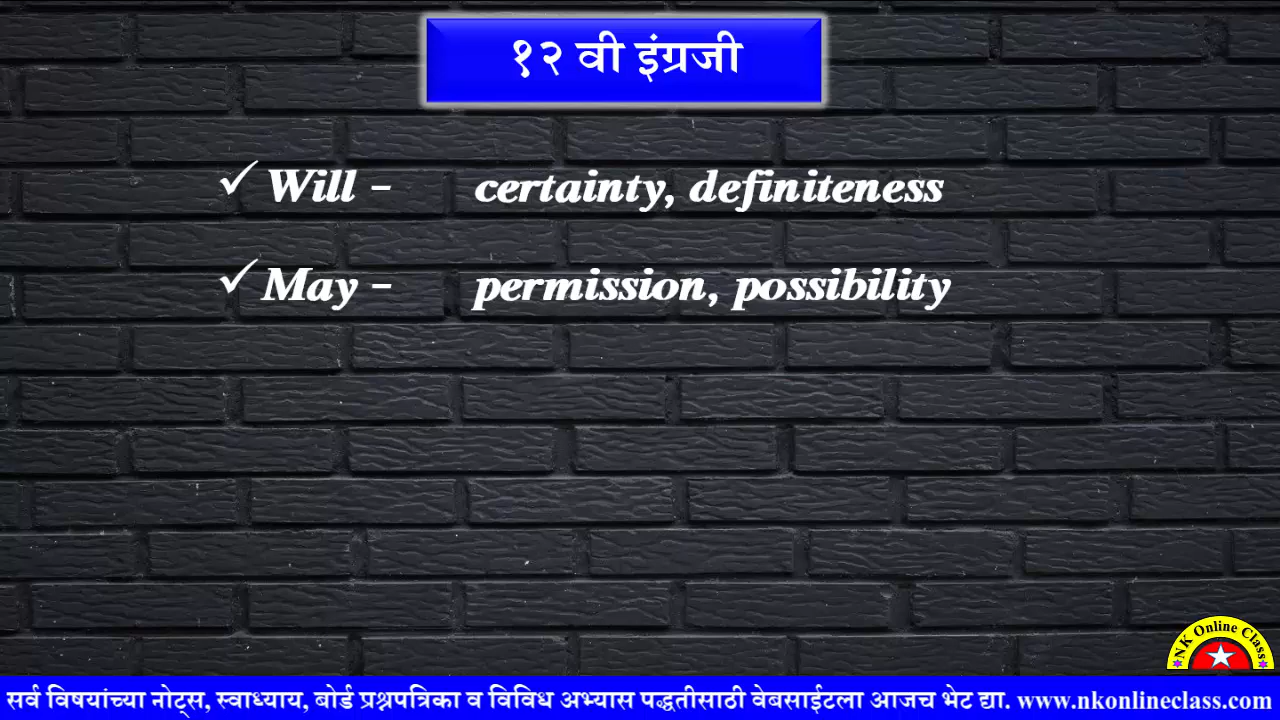 १२ वी इंग्रजी
✓ Will – certainty, definiteness
✓ May – permission, possibility
NK Online Class
सर्व विषयांच्या नोट्स, स्वाध्याय, बोर्ड प्रश्नपत्रिका व विविध अभ्यास पद्धतीसाठी वेबसाईटला आजच भेट द्या. www.nkonlineclass.com